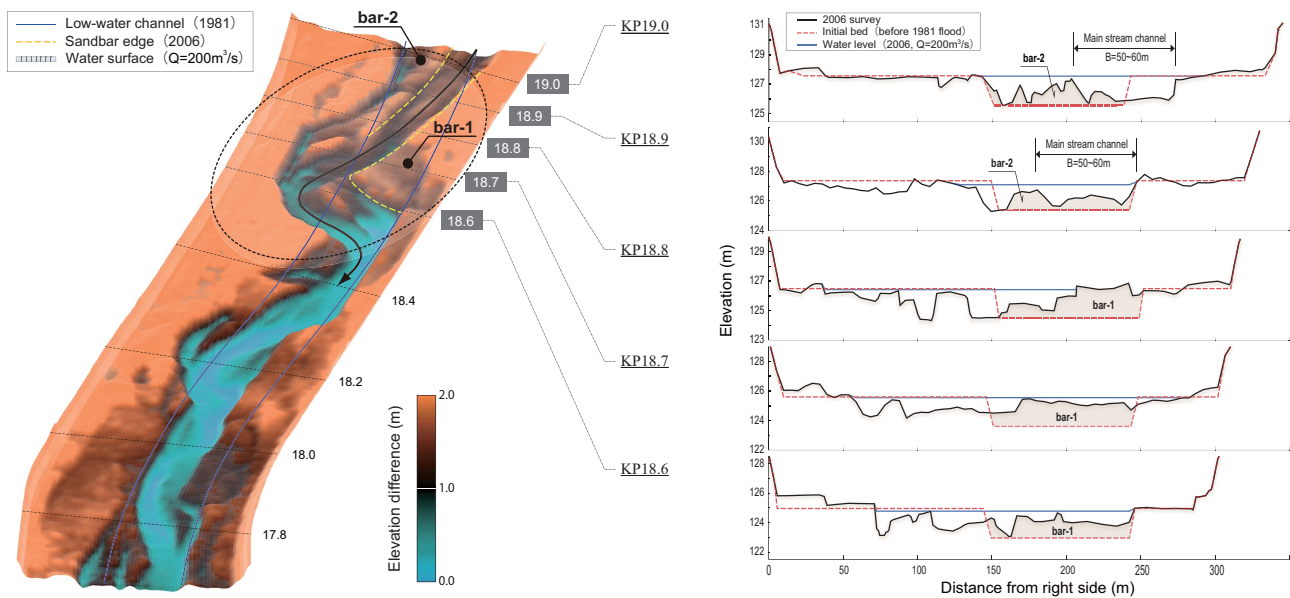 Low-water channel (1981)
Sandbar edge (2006)
Water surface (Q=200m³/s)
bar-2
bar-1
19.0
18.9
18.8
18.7
18.6
18.4
18.2
18.0
17.8
KP19.0
KP18.9
KP18.8
KP18.7
KP18.6
Elevation difference (m)
2.0
1.0
0.0
2006 survey
Initial bed (before 1981 flood)
Water level (2006, Q=200m³/s)
Main stream channel
B=50~60m
bar-2
131
129
127
125
123
Main stream channel
B=50~60m
bar-2
130
128
126
124
bar-1
129
127
125
123
bar-1
128
126
124
122
bar-1
128
126
124
122
Elevation (m)
0
50
100
150
200
250
300
Distance from right side (m)